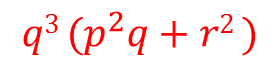 q³(p²q + r²)